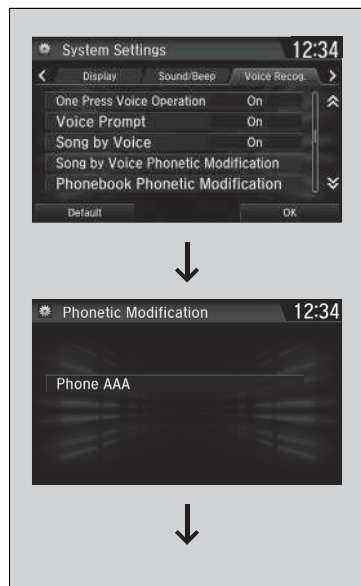 System Settings 12:34
Display Sound/Beep Voice Recog.
One Press Voice Operation On
Voice Prompt On
Song by Voice On
Song by Voice Phonetic Modification
Phonebook Phonetic Modification
Default OK
Phonetic Modification 12:34
Phone AAA